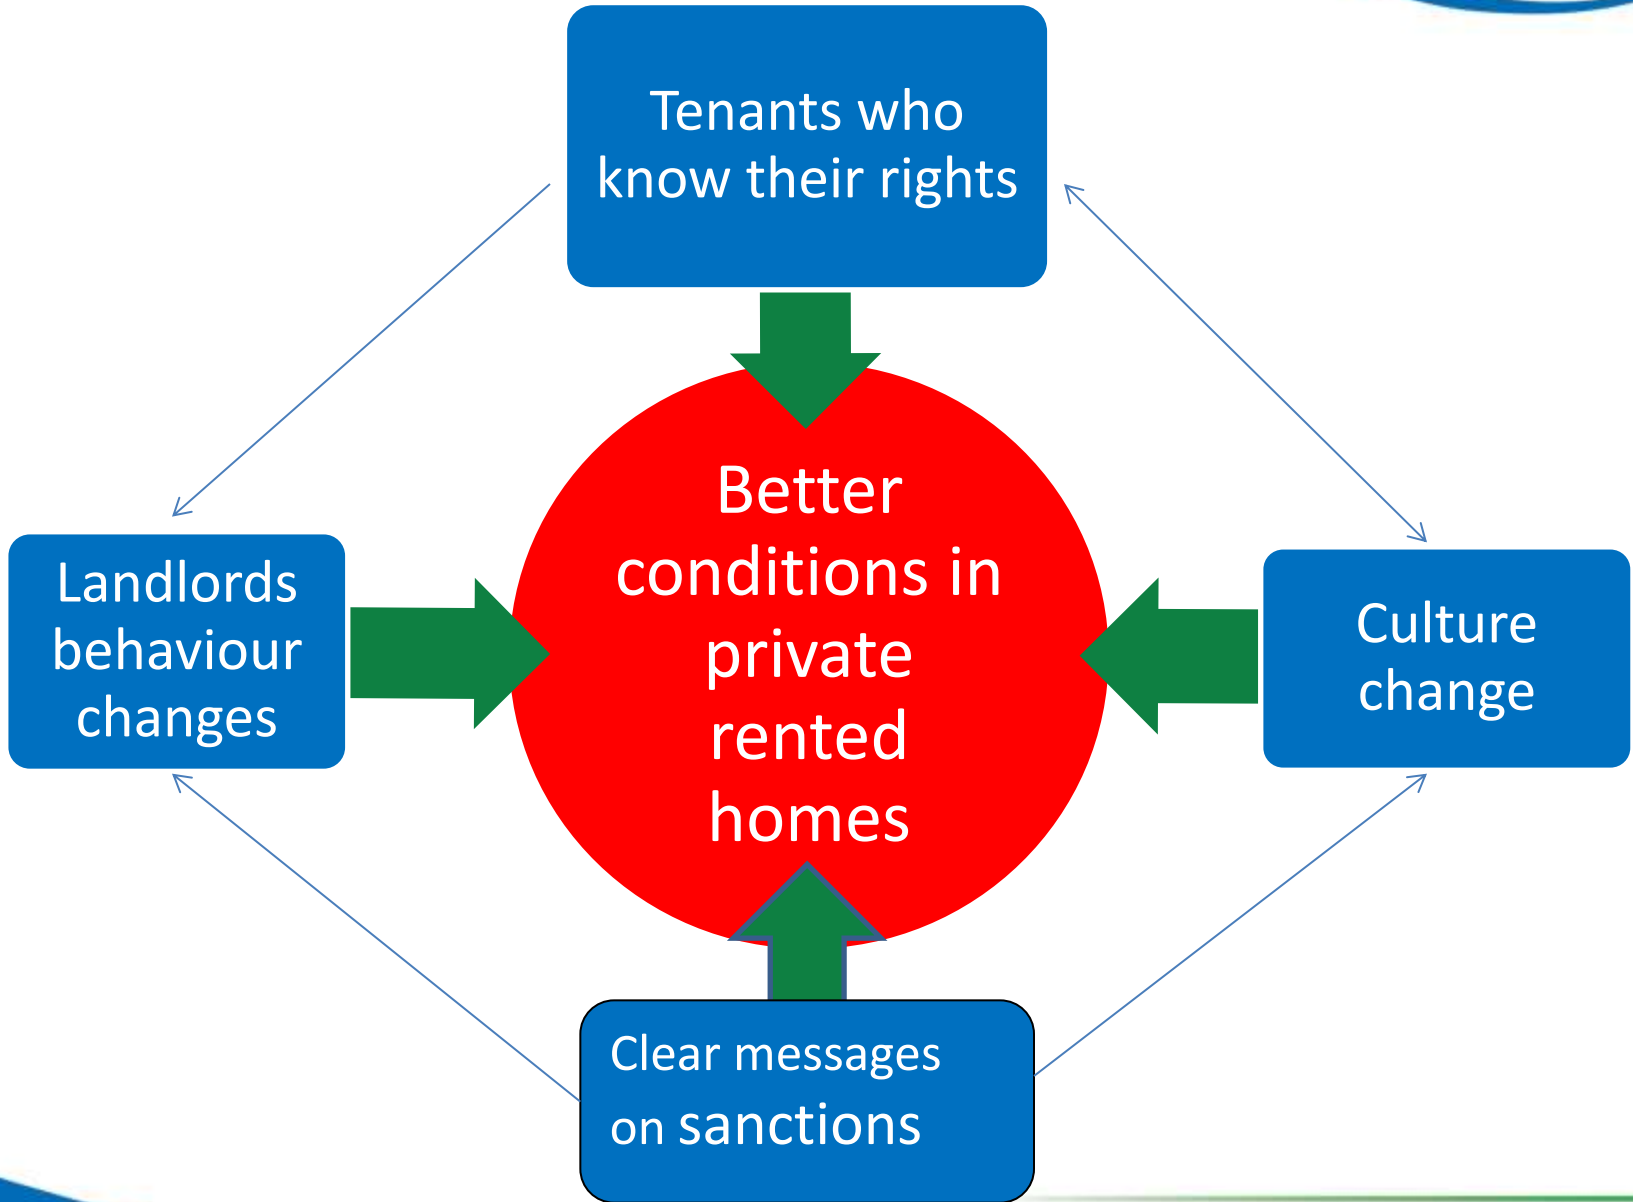 Tenants who
know their rights
Better
conditions in
private
rented
homes
Landlords
behaviour
changes
Culture
change
Clear messages
on sanctions